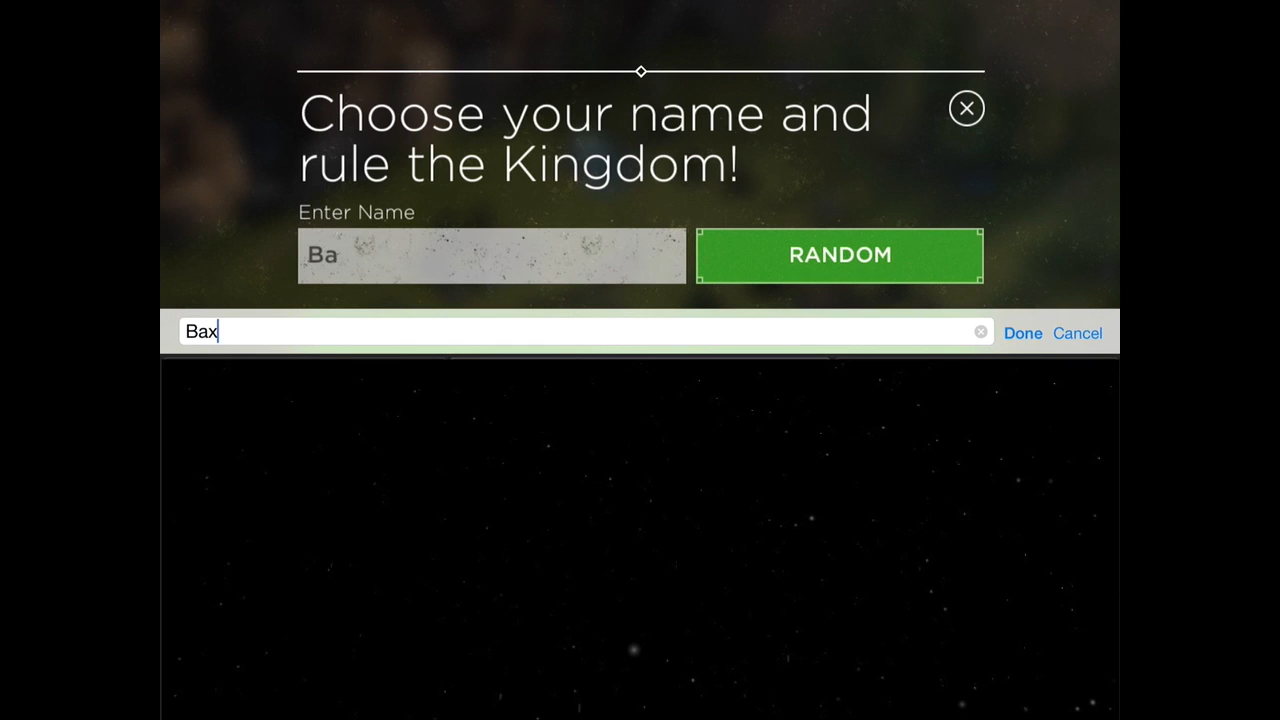 Choose your name and
rule the Kingdom!
Enter Name
Ba
RANDOM
Bax
Done Cancel